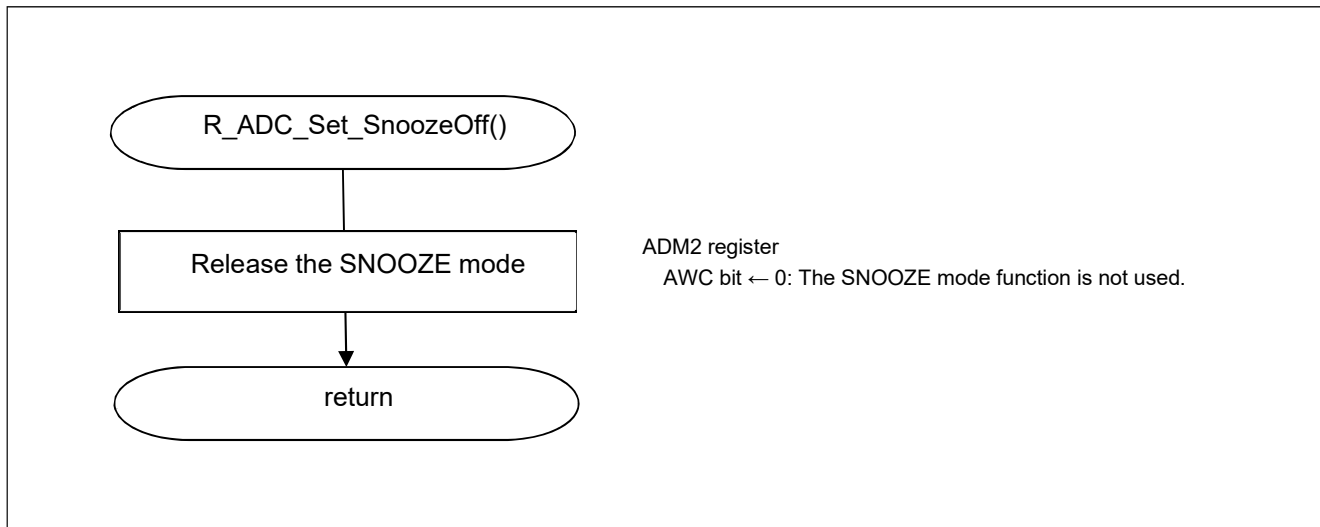 R_ADC_Set_SnoozeOff()
Release the SNOOZE mode
ADM2 register
AWC bit ← 0: The SNOOZE mode function is not used.
return